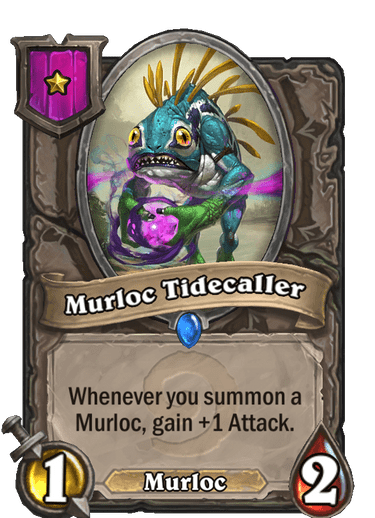 Murloc Tidecaller
Whenever you summon a
Murloc, gain +1 Attack.
1
Murloc
2